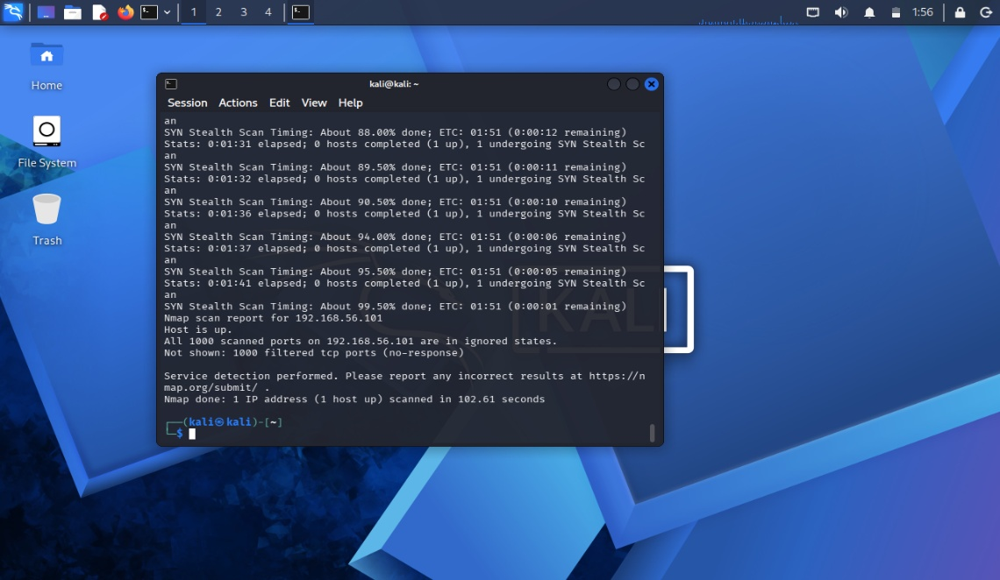 1 2 3 4
1:56
Home
File System
Trash
kali@kali: ~
Session Actions Edit View Help
an
SYN Stealth Scan Timing: About 88.00% done; ETC: 01:51 (0:00:12 remaining)
Stats: 0:01:31 elapsed; 0 hosts completed (1 up), 1 undergoing SYN Stealth Sc
an
SYN Stealth Scan Timing: About 89.50% done; ETC: 01:51 (0:00:11 remaining)
Stats: 0:01:32 elapsed; 0 hosts completed (1 up), 1 undergoing SYN Stealth Sc
an
SYN Stealth Scan Timing: About 90.50% done; ETC: 01:51 (0:00:10 remaining)
Stats: 0:01:36 elapsed; 0 hosts completed (1 up), 1 undergoing SYN Stealth Sc
an
SYN Stealth Scan Timing: About 94.00% done; ETC: 01:51 (0:00:06 remaining)
Stats: 0:01:37 elapsed; 0 hosts completed (1 up), 1 undergoing SYN Stealth Sc
an
SYN Stealth Scan Timing: About 95.50% done; ETC: 01:51 (0:00:05 remaining)
Stats: 0:01:41 elapsed; 0 hosts completed (1 up), 1 undergoing SYN Stealth Sc
an
SYN Stealth Scan Timing: About 99.50% done; ETC: 01:51 (0:00:01 remaining)
Nmap scan report for 192.168.56.101
Host is up.
All 1000 scanned ports on 192.168.56.101 are in ignored states.
Not shown: 1000 filtered tcp ports (no-response)
Service detection performed. Please report any incorrect results at https://n
map.org/submit/ .
Nmap done: 1 IP address (1 host up) scanned in 102.61 seconds
┌──(kali㉿kali)-[~]
└─$
KALI